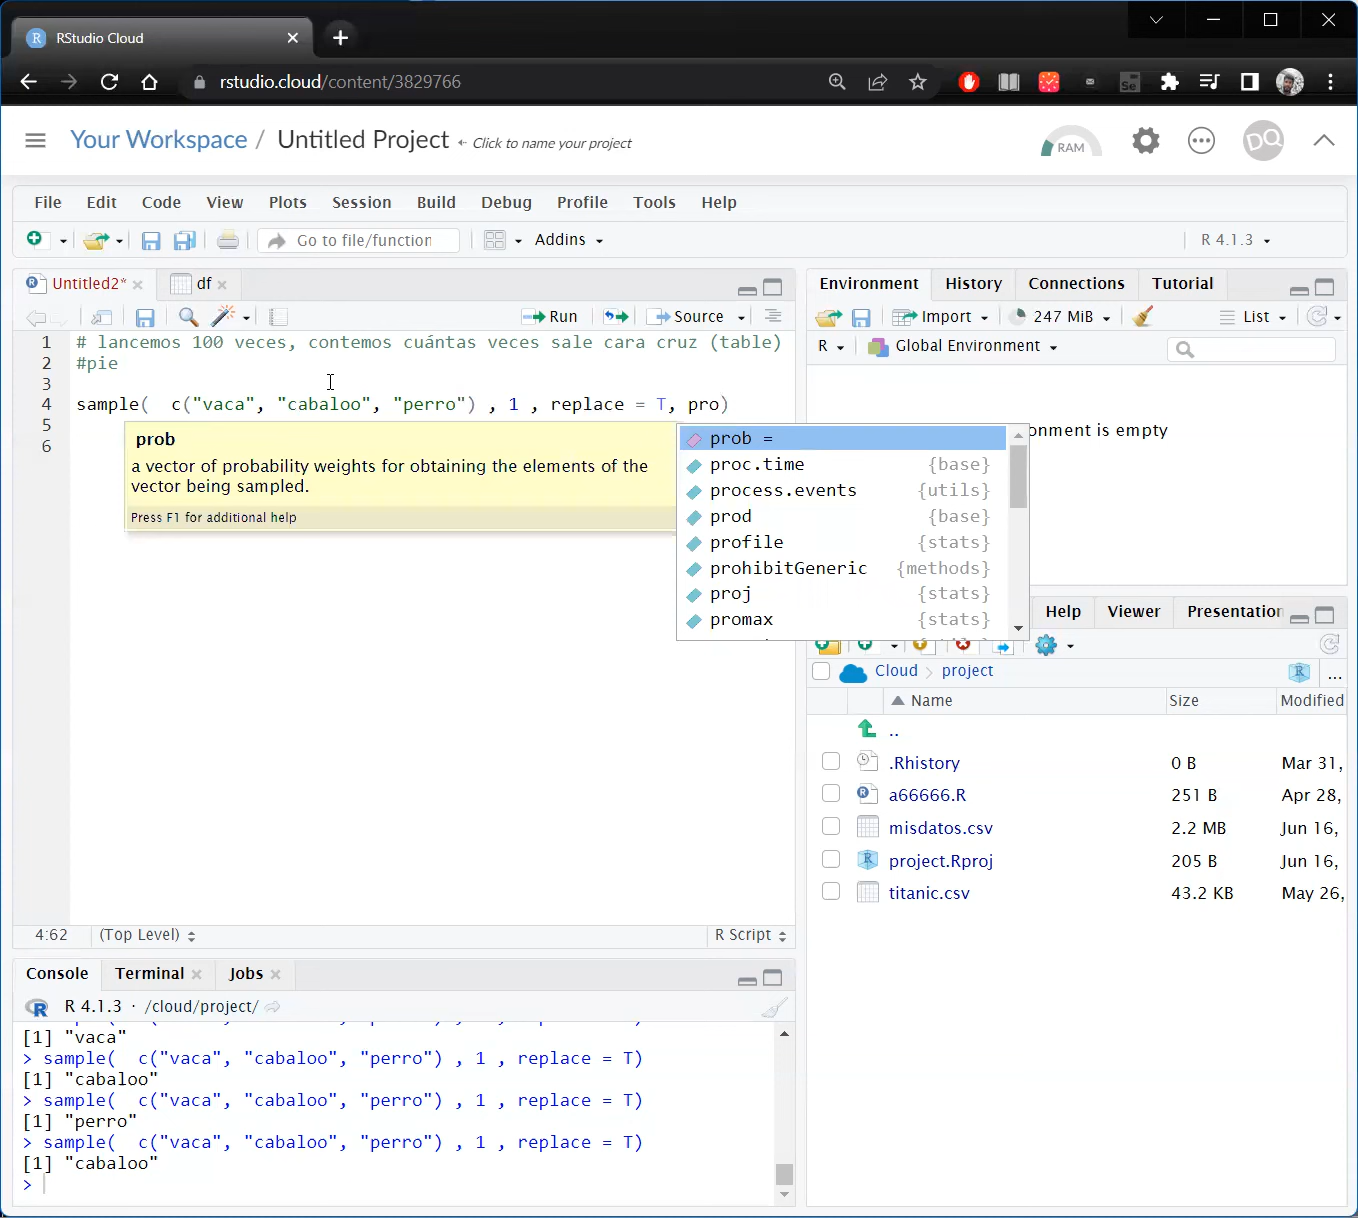 RStudio Cloud
rstudio.cloud/content/3829766
Your Workspace / Untitled Project ← Click to name your project
RAM
DQ
File Edit Code View Plots Session Build Debug Profile Tools Help
Go to file/function
Addins
R 4.1.3
Untitled2*
df
Run
Source
1 # lancemos 100 veces, contemos cuántas veces sale cara cruz (table)
2 #pie
3
4 sample(  c("vaca", "cabaloo", "perro") , 1 , replace = T, pro)
5
6
prob
a vector of probability weights for obtaining the elements of the
vector being sampled.
Press F1 for additional help
prob =
proc.time {base}
process.events {utils}
prod {base}
profile {stats}
prohibitGeneric {methods}
proj {stats}
promax {stats}
4:62 (Top Level) R Script
Console Terminal Jobs
R 4.1.3 · /cloud/project/
[1] "vaca"
> sample(  c("vaca", "cabaloo", "perro") , 1 , replace = T)
[1] "cabaloo"
> sample(  c("vaca", "cabaloo", "perro") , 1 , replace = T)
[1] "perro"
> sample(  c("vaca", "cabaloo", "perro") , 1 , replace = T)
[1] "cabaloo"
>
Environment History Connections Tutorial
Import 247 MiB List
R Global Environment
onment is empty
Help Viewer Presentation
Cloud project ...
Name Size Modified
..
.Rhistory 0 B Mar 31,
a66666.R 251 B Apr 28,
misdatos.csv 2.2 MB Jun 16,
project.Rproj 205 B Jun 16,
titanic.csv 43.2 KB May 26,